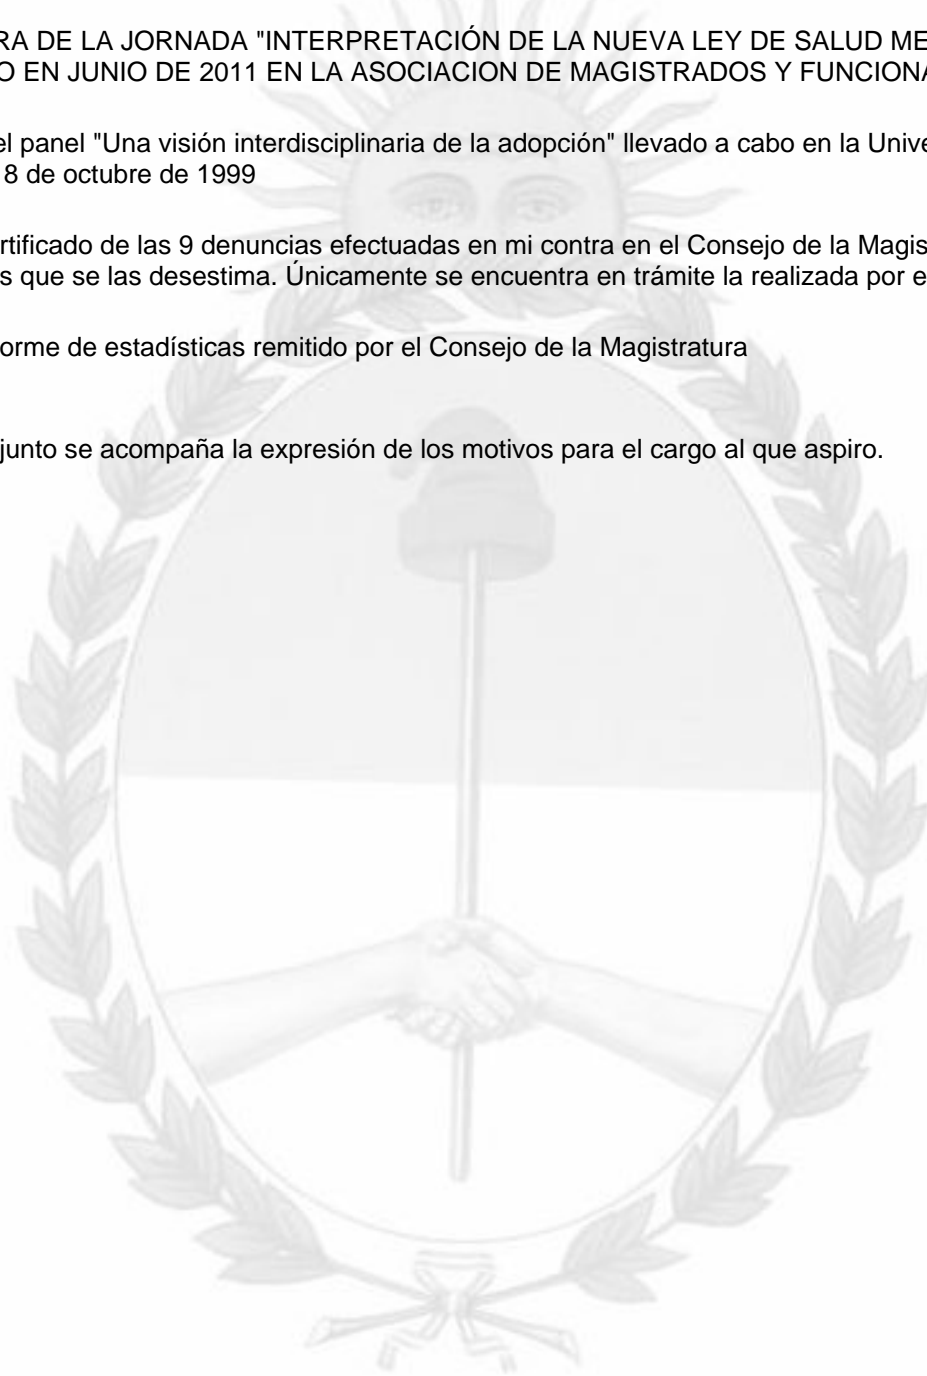 RA DE LA JORNADA "INTERPRETACIÓN DE LA NUEVA LEY DE SALUD ME
O EN JUNIO DE 2011 EN LA ASOCIACION DE MAGISTRADOS Y FUNCIONA
el panel "Una visión interdisciplinaria de la adopción" llevado a cabo en la Unive
8 de octubre de 1999
rtificado de las 9 denuncias efectuadas en mi contra en el Consejo de la Magis
s que se las desestima. Únicamente se encuentra en trámite la realizada por e
orme de estadísticas remitido por el Consejo de la Magistratura
junto se acompaña la expresión de los motivos para el cargo al que aspiro.